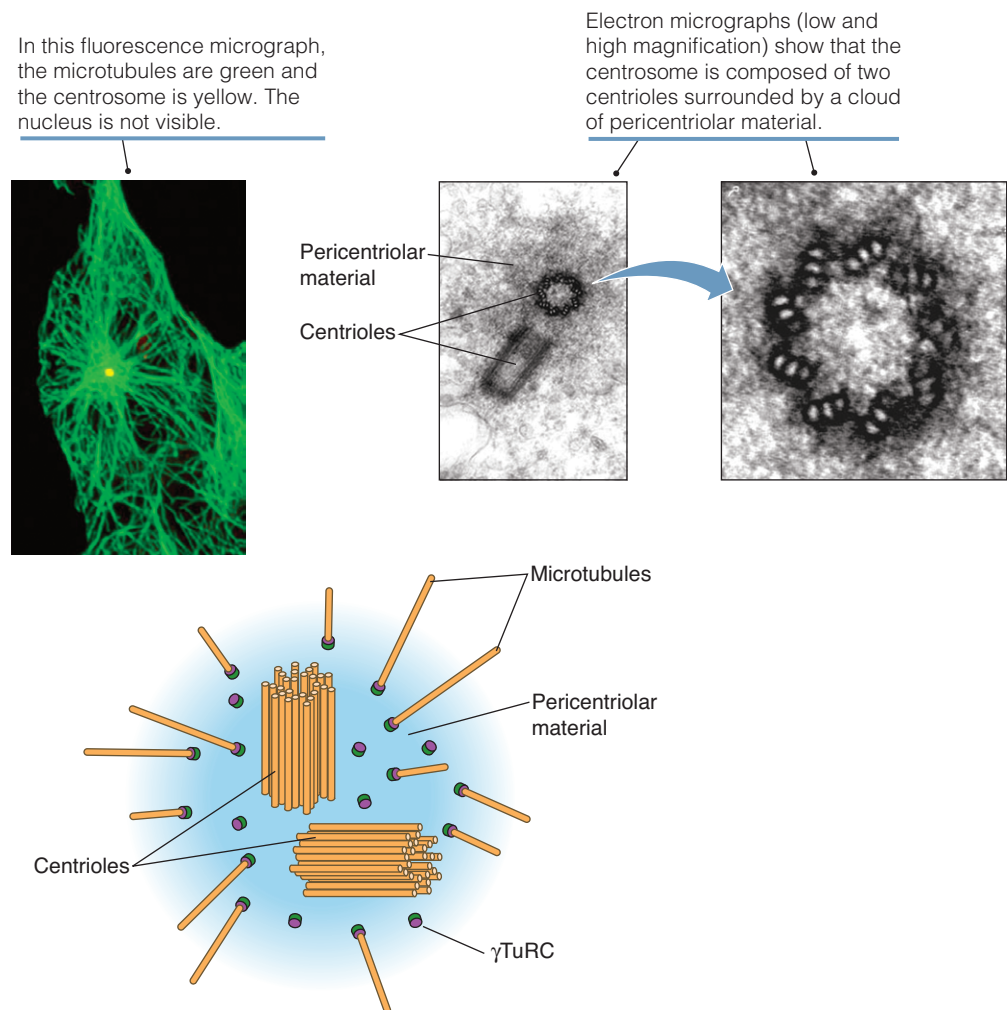 In this fluorescence micrograph,
the microtubules are green and
the centrosome is yellow. The
nucleus is not visible.
Electron micrographs (low and
high magnification) show that the
centrosome is composed of two
centrioles surrounded by a cloud
of pericentriolar material.
Pericentriolar
material
Centrioles
Microtubules
Pericentriolar
material
Centrioles
γTuRC